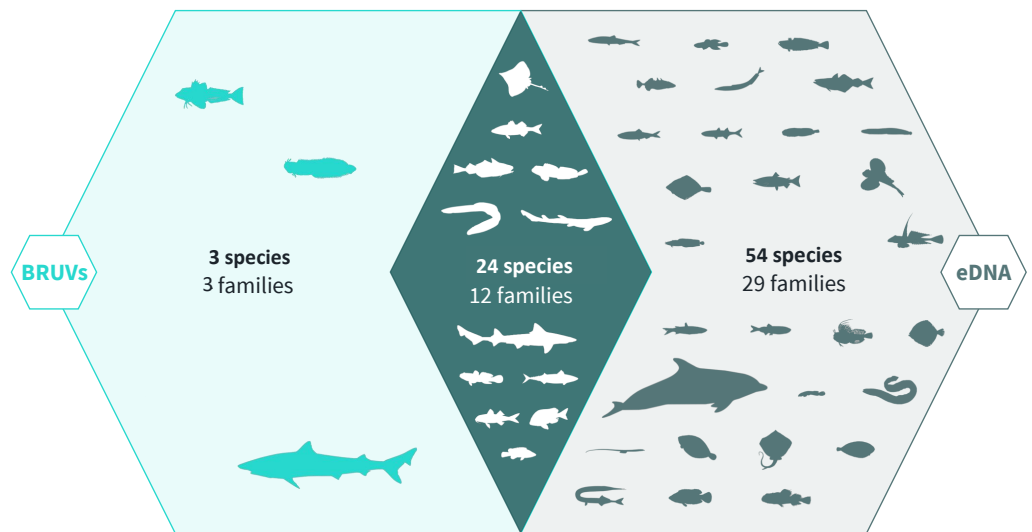 BRUVs
3 species
3 families
24 species
12 families
54 species
29 families
eDNA